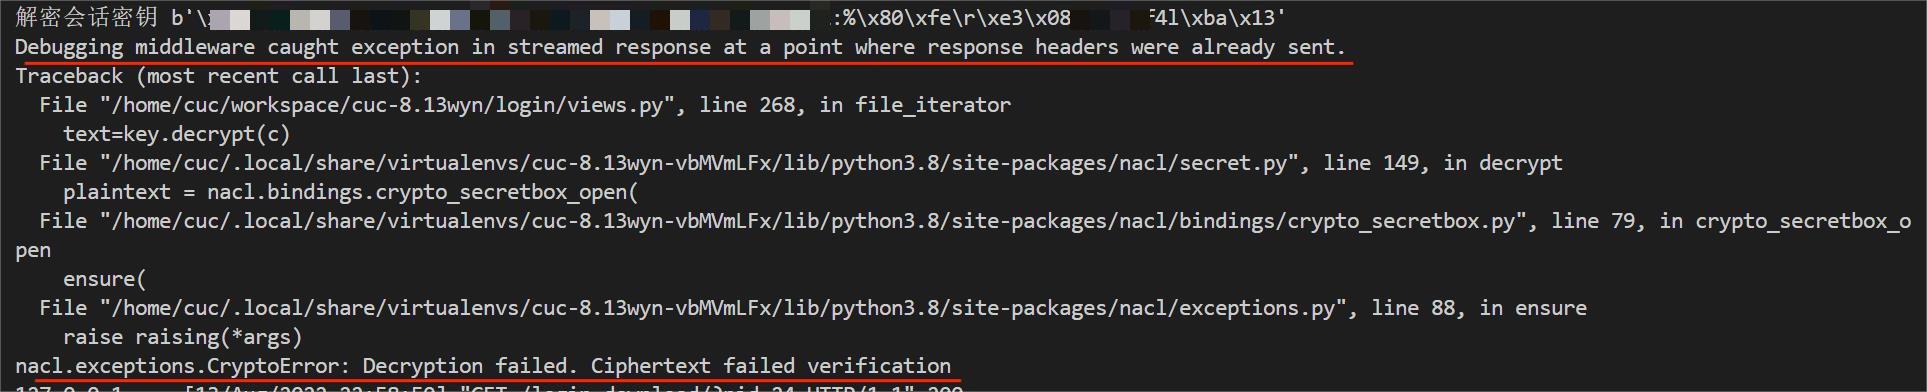 解密会话密钥 b'\ :%\x80\xfe\r\xe3\x08 f4l\xba\x13'
Debugging middleware caught exception in streamed response at a point where response headers were already sent.
Traceback (most recent call last):
  File "/home/cuc/workspace/cuc-8.13wyn/login/views.py", line 268, in file_iterator
    text=key.decrypt(c)
  File "/home/cuc/.local/share/virtualenvs/cuc-8.13wyn-vbMVmLFx/lib/python3.8/site-packages/nacl/secret.py", line 149, in decrypt
    plaintext = nacl.bindings.crypto_secretbox_open(
  File "/home/cuc/.local/share/virtualenvs/cuc-8.13wyn-vbMVmLFx/lib/python3.8/site-packages/nacl/bindings/crypto_secretbox.py", line 79, in crypto_secretbox_o
pen
    ensure(
  File "/home/cuc/.local/share/virtualenvs/cuc-8.13wyn-vbMVmLFx/lib/python3.8/site-packages/nacl/exceptions.py", line 88, in ensure
    raise raising(*args)
nacl.exceptions.CryptoError: Decryption failed. Ciphertext failed verification